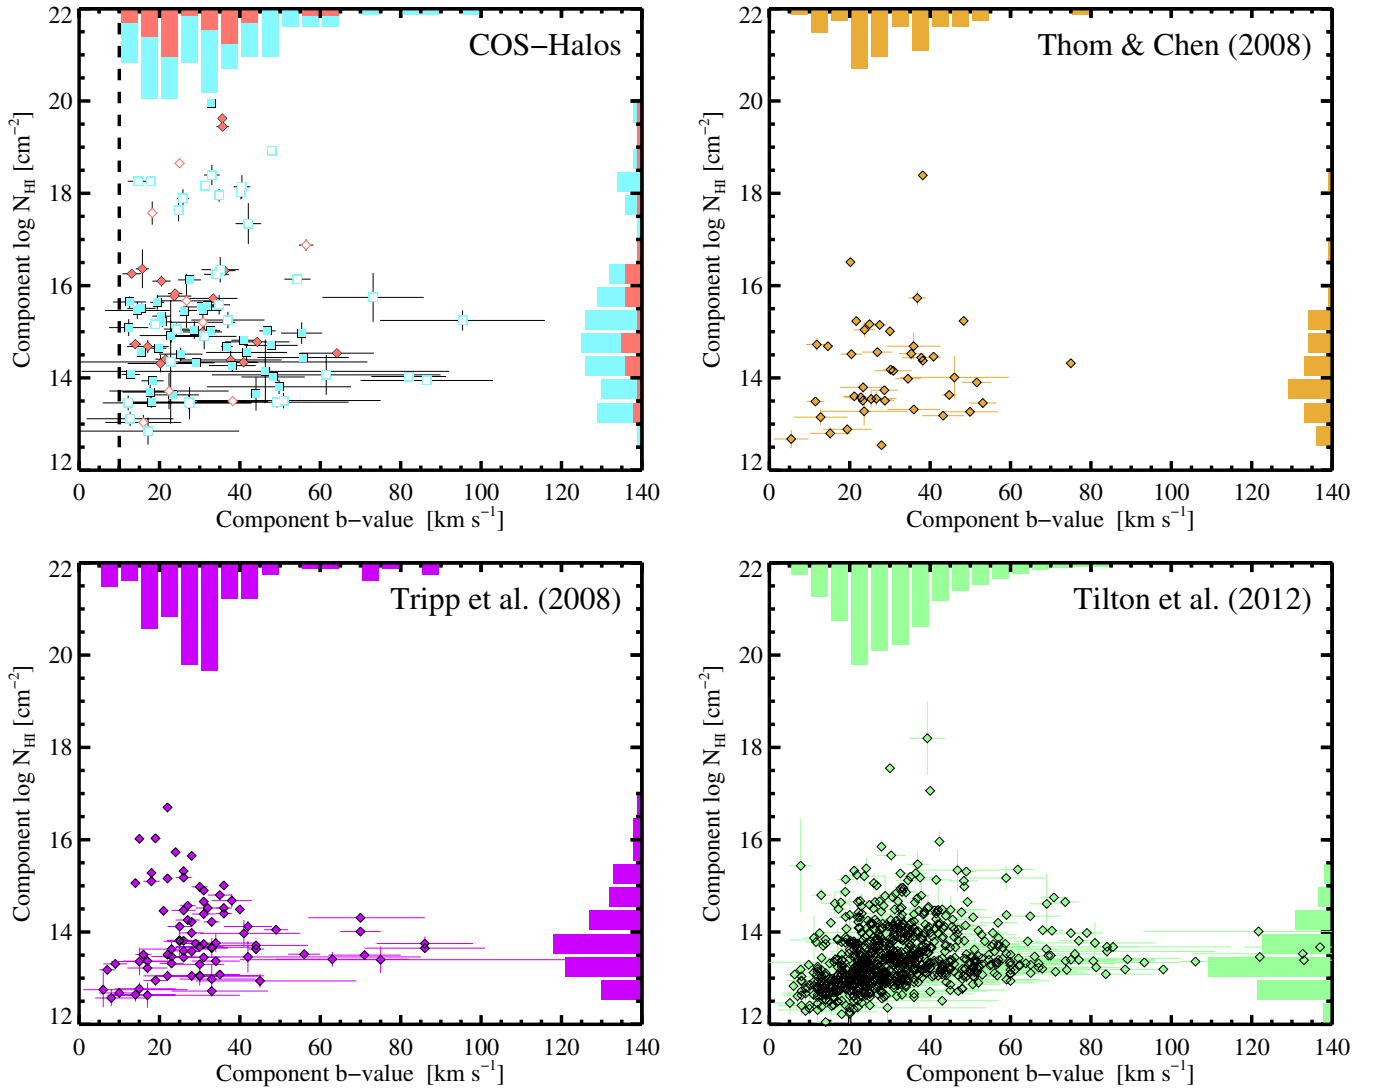 COS−Halos
22
20
18
16
14
12
Component log N_HI [cm⁻²]
0 20 40 60 80 100 120 140
Component b−value [km s⁻¹]
Thom & Chen (2008)
22
20
18
16
14
12
Component log N_HI [cm⁻²]
0 20 40 60 80 100 120 140
Component b−value [km s⁻¹]
Tripp et al. (2008)
22
20
18
16
14
12
Component log N_HI [cm⁻²]
0 20 40 60 80 100 120 140
Component b−value [km s⁻¹]
Tilton et al. (2012)
22
20
18
16
14
12
Component log N_HI [cm⁻²]
0 20 40 60 80 100 120 140
Component b−value [km s⁻¹]